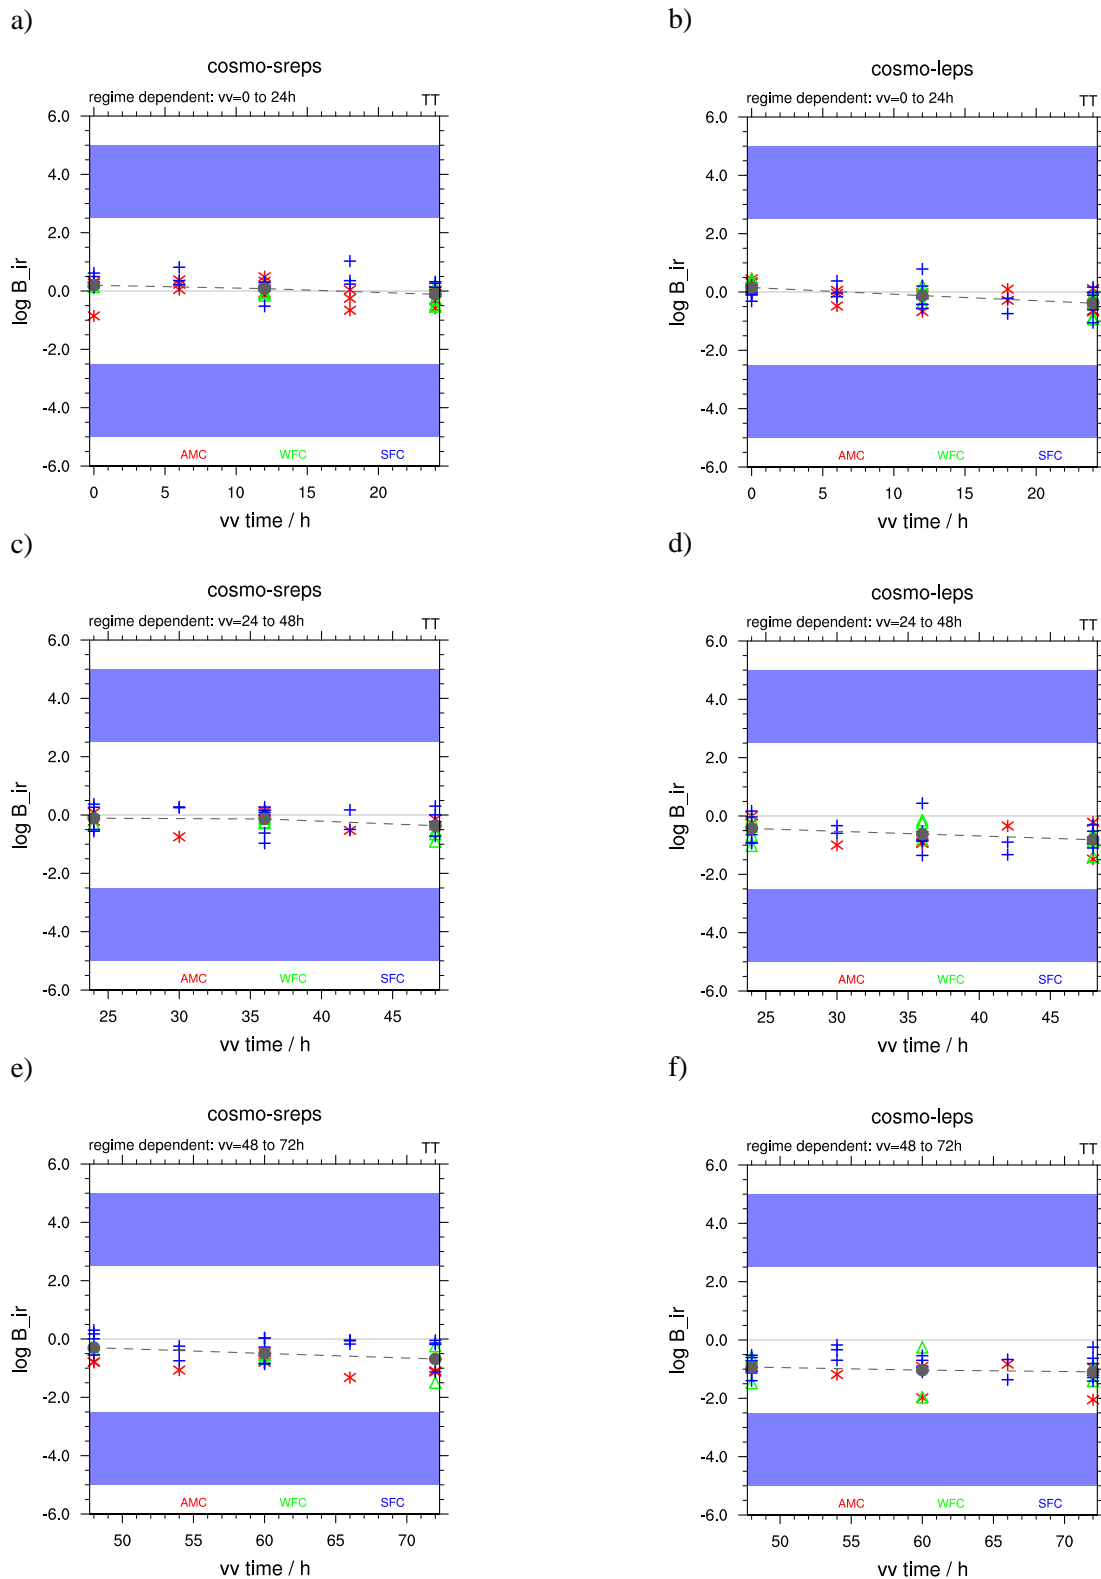 a)
cosmo-sreps
regime dependent: vv=0 to 24h TT
6.0
4.0
2.0
0.0
-2.0
-4.0
-6.0
log B_ir
AMC WFC SFC
0 5 10 15 20
vv time / h
b)
cosmo-leps
regime dependent: vv=0 to 24h TT
6.0
4.0
2.0
0.0
-2.0
-4.0
-6.0
log B_ir
AMC WFC SFC
0 5 10 15 20
vv time / h
c)
cosmo-sreps
regime dependent: vv=24 to 48h TT
6.0
4.0
2.0
0.0
-2.0
-4.0
-6.0
log B_ir
AMC WFC SFC
25 30 35 40 45
vv time / h
d)
cosmo-leps
regime dependent: vv=24 to 48h TT
6.0
4.0
2.0
0.0
-2.0
-4.0
-6.0
log B_ir
AMC WFC SFC
25 30 35 40 45
vv time / h
e)
cosmo-sreps
regime dependent: vv=48 to 72h TT
6.0
4.0
2.0
0.0
-2.0
-4.0
-6.0
log B_ir
AMC WFC SFC
50 55 60 65 70
vv time / h
f)
cosmo-leps
regime dependent: vv=48 to 72h TT
6.0
4.0
2.0
0.0
-2.0
-4.0
-6.0
log B_ir
AMC WFC SFC
50 55 60 65 70
vv time / h